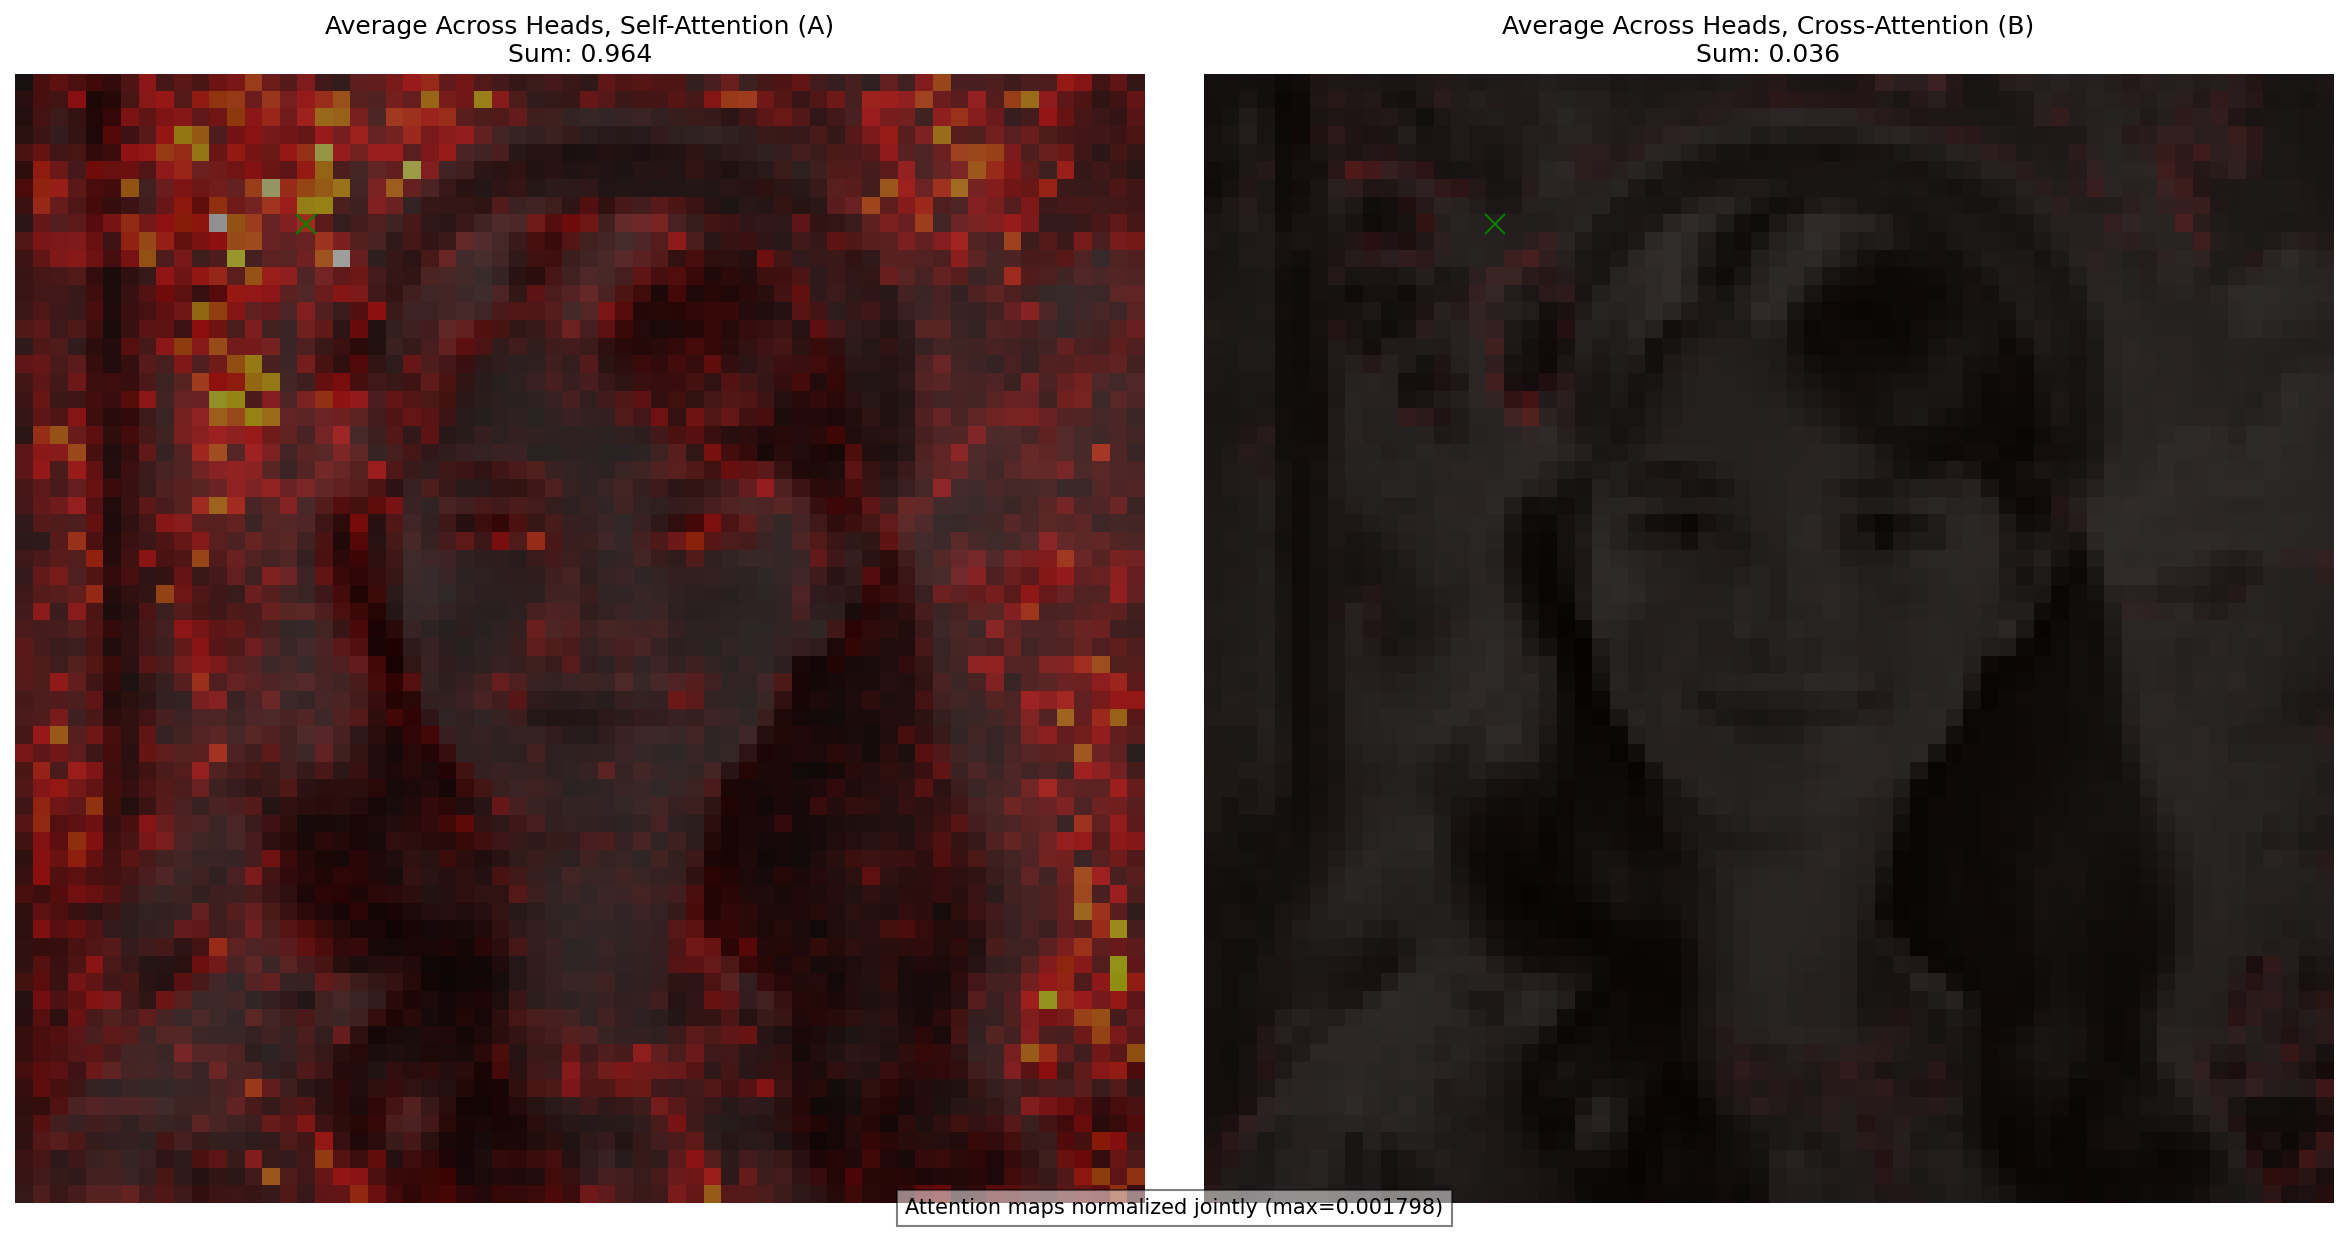 Average Across Heads, Self-Attention (A)
Sum: 0.964
Average Across Heads, Cross-Attention (B)
Sum: 0.036
Attention maps normalized jointly (max=0.001798)